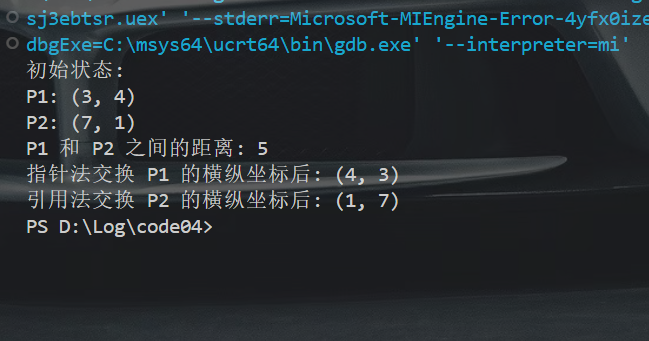 sj3ebtsr.uex' '--stderr=Microsoft-MIEngine-Error-4yfx0ize
dbgExe=C:\msys64\ucrt64\bin\gdb.exe' '--interpreter=mi'
初始状态:
P1: (3, 4)
P2: (7, 1)
P1 和 P2 之间的距离: 5
指针法交换 P1 的横纵坐标后: (4, 3)
引用法交换 P2 的横纵坐标后: (1, 7)
PS D:\Log\code04>